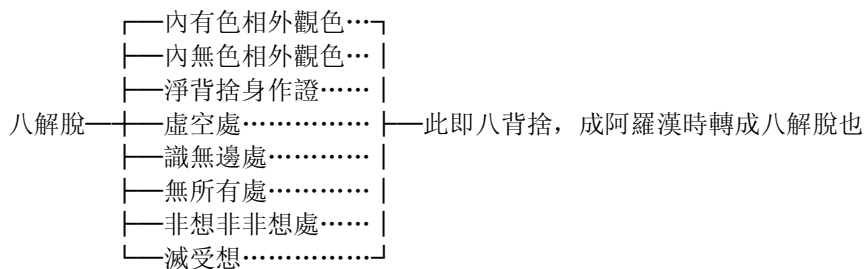 內有色相外觀色…
內無色相外觀色…
淨背捨身作證……
八解脫 虛空處…………… 此即八背捨，成阿羅漢時轉成八解脫也
識無邊處…………
無所有處…………
非想非非想處……
滅受想……………